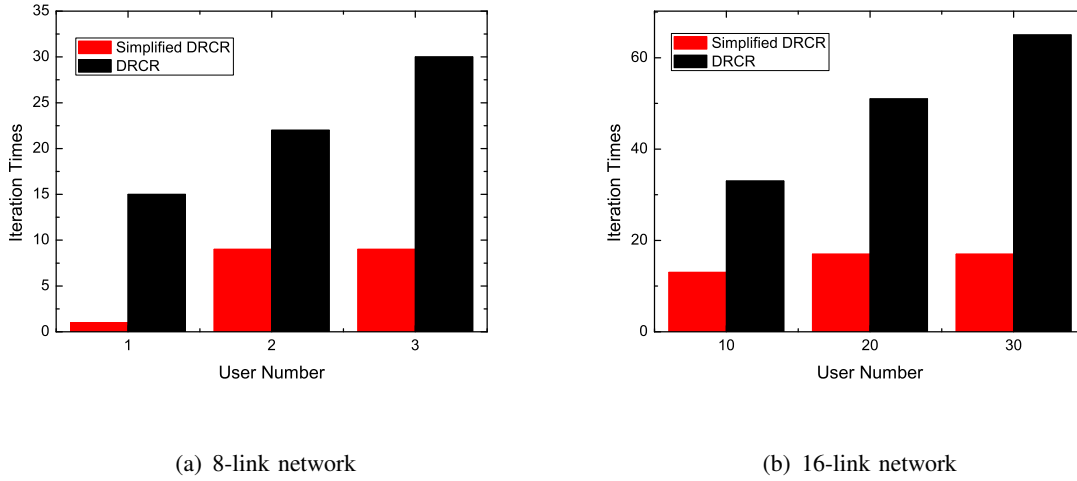 35
30
25
20
15
10
5
0
Iteration Times
Simplified DRCR
DRCR
1 2 3
User Number
(a) 8-link network
60
40
20
0
Iteration Times
Simplified DRCR
DRCR
10 20 30
User Number
(b) 16-link network